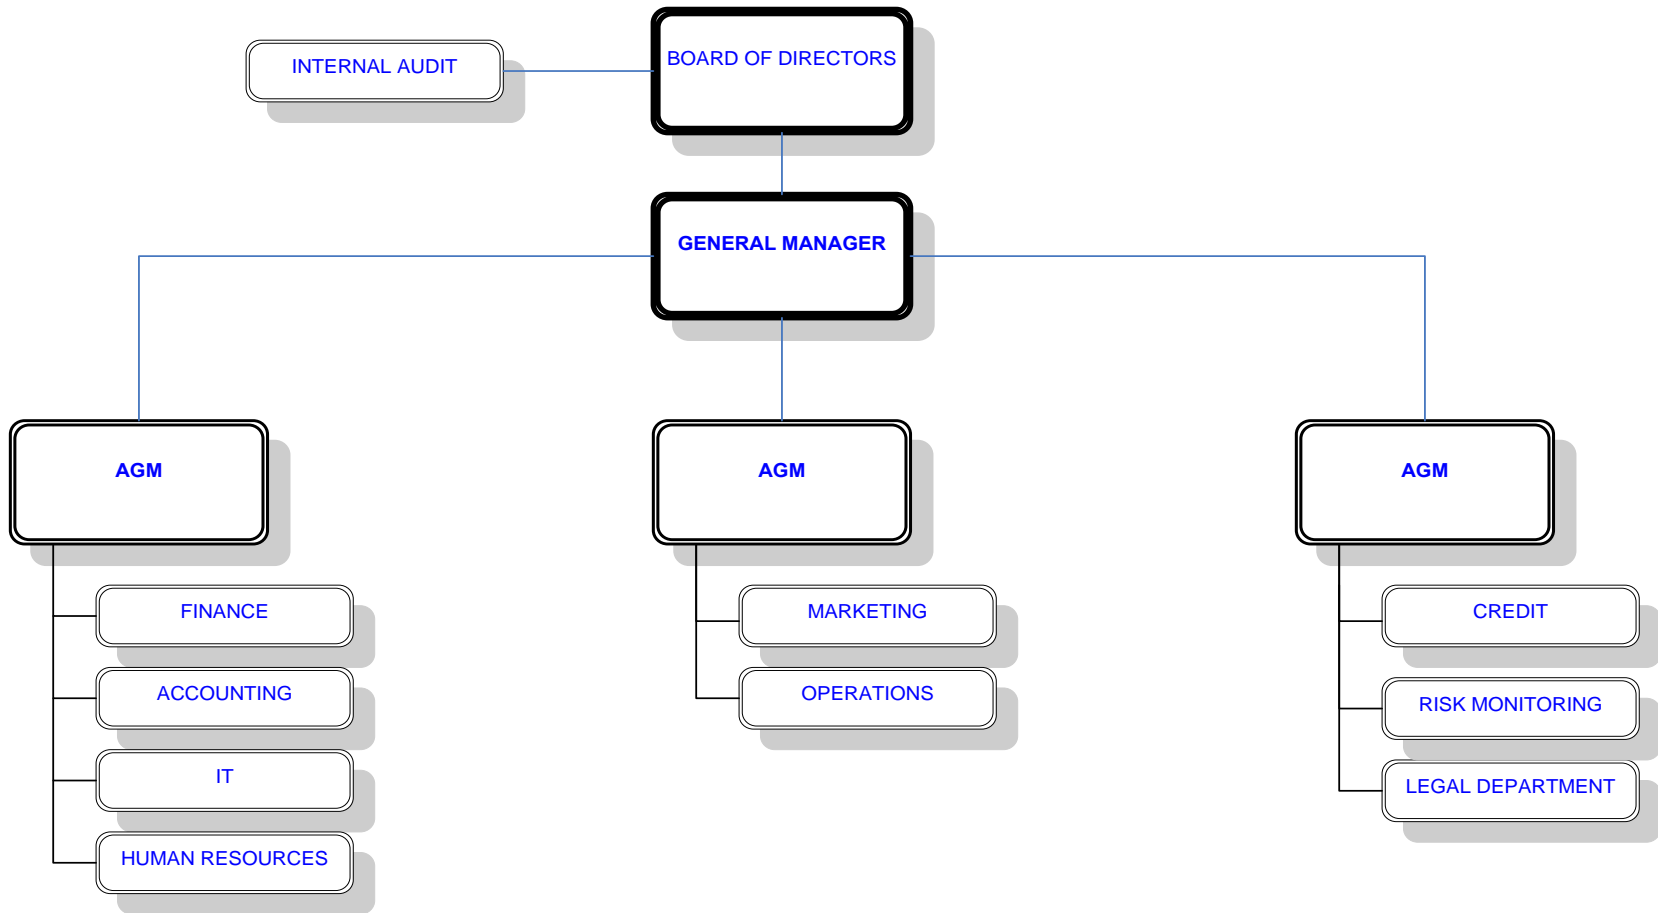 INTERNAL AUDIT
BOARD OF DIRECTORS
GENERAL MANAGER
AGM
AGM
AGM
FINANCE
ACCOUNTING
IT
HUMAN RESOURCES
MARKETING
OPERATIONS
CREDIT
RISK MONITORING
LEGAL DEPARTMENT